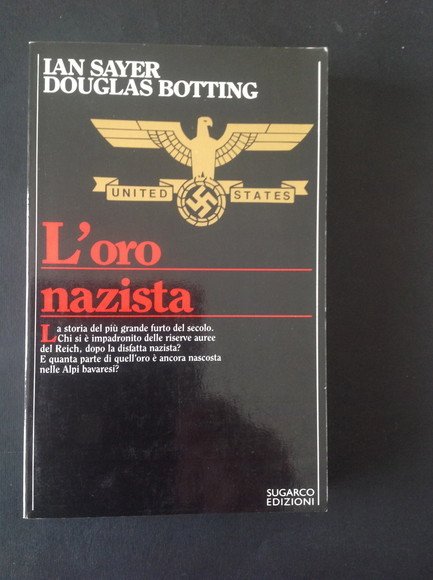 IAN SAYER
DOUGLAS BOTTING
UNITED STATES
L'oro
nazista
La storia del più grande furto del secolo.
Chi si è impadronito delle riserve auree
del Reich, dopo la disfatta nazista?
E quanta parte di quell'oro è ancora nascosta
nelle Alpi bavaresi?
SUGARCO
EDIZIONI